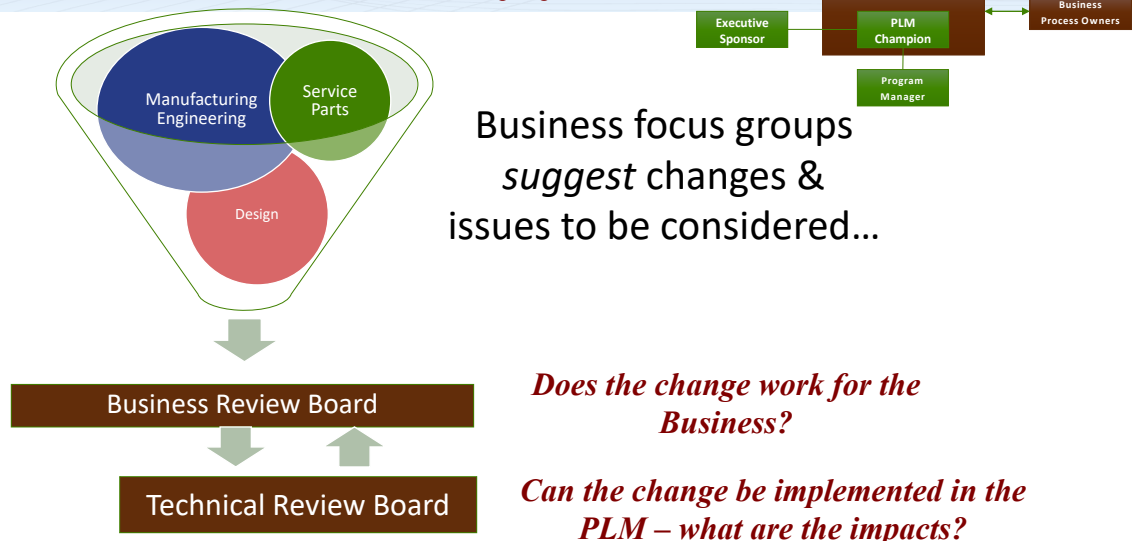 Business
Process Owners
Executive
Sponsor
PLM
Champion
Program
Manager
Manufacturing
Engineering
Service
Parts
Design
Business focus groups
suggest changes &
issues to be considered…
Business Review Board
Does the change work for the
Business?
Technical Review Board
Can the change be implemented in the
PLM – what are the impacts?